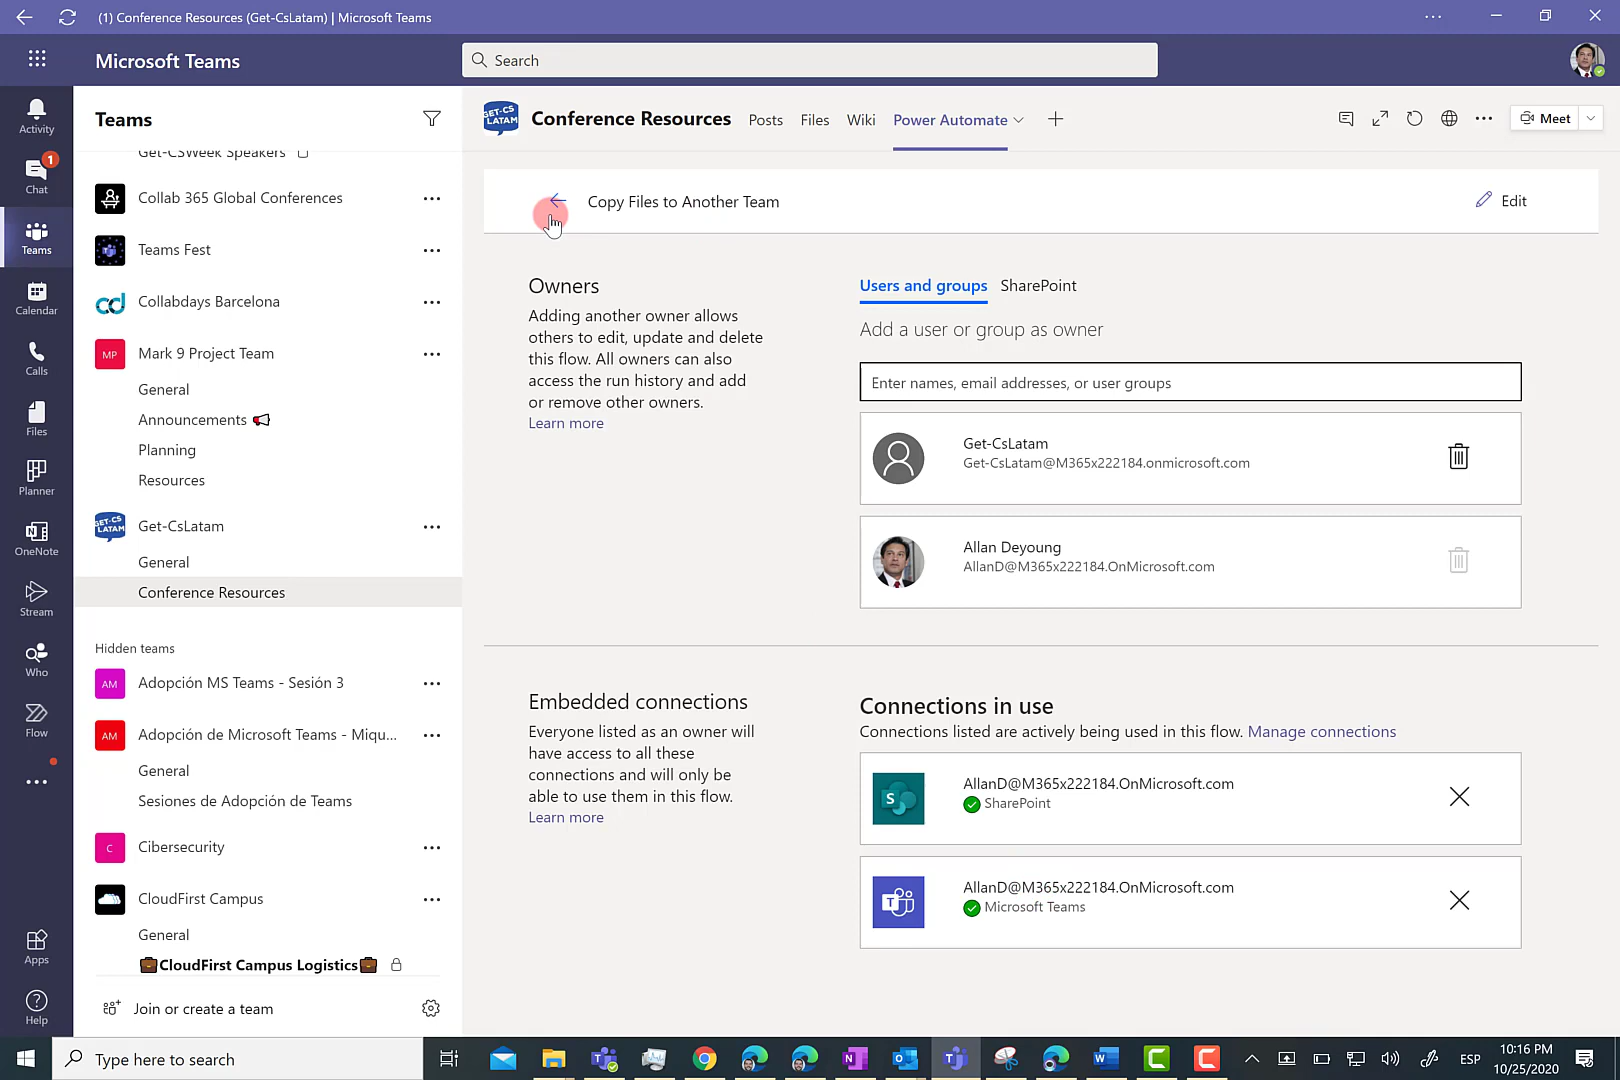 (1) Conference Resources (Get-CsLatam) | Microsoft Teams
Microsoft Teams
Search
Activity
1
Chat
Teams
Calendar
Calls
Files
Planner
OneNote
Stream
Who
Flow
Apps
Help
Teams
Get-CSWeek Speakers
Collab 365 Global Conferences
Teams Fest
Collabdays Barcelona
MP
Mark 9 Project Team
General
Announcements
Planning
Resources
GET-CS
LATAM
Get-CsLatam
General
Conference Resources
Hidden teams
AM
Adopción MS Teams - Sesión 3
AM
Adopción de Microsoft Teams - Miqu...
General
Sesiones de Adopción de Teams
C
Cibersecurity
CloudFirst Campus
General
CloudFirst Campus Logistics
Join or create a team
GET-CS
LATAM
Conference Resources
Posts
Files
Wiki
Power Automate
Meet
Copy Files to Another Team
Edit
Owners
Adding another owner allows
others to edit, update and delete
this flow. All owners can also
access the run history and add
or remove other owners.
Learn more
Users and groups
SharePoint
Add a user or group as owner
Enter names, email addresses, or user groups
Get-CsLatam
Get-CsLatam@M365x222184.onmicrosoft.com
Allan Deyoung
AllanD@M365x222184.OnMicrosoft.com
Embedded connections
Everyone listed as an owner will
have access to all these
connections and will only be
able to use them in this flow.
Learn more
Connections in use
Connections listed are actively being used in this flow. Manage connections
S
AllanD@M365x222184.OnMicrosoft.com
SharePoint
T
AllanD@M365x222184.OnMicrosoft.com
Microsoft Teams
Type here to search
ESP
10:16 PM
10/25/2020